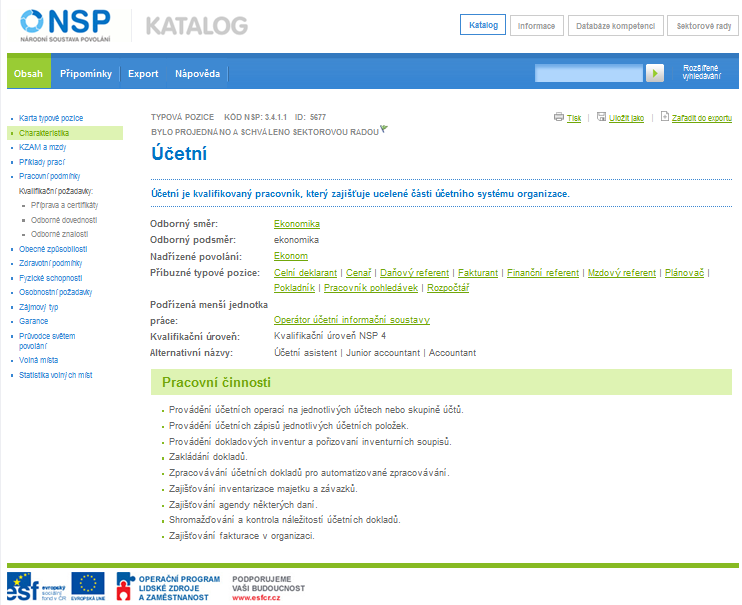 NSP
NÁRODNÍ SOUSTAVA POVOLÁNÍ
KATALOG
Katalog
Informace
Databáze kompetencí
Sektorové rady
Obsah
Připomínky
Export
Nápověda
Rozšířené
vyhledávání
Karta typové pozice
Charakteristika
KZAM a mzdy
Příklady prací
Pracovní podmínky
Kvalifikační požadavky:
Příprava a certifikáty
Odborné dovednosti
Odborné znalosti
Obecné způsobilosti
Zdravotní podmínky
Fyzické schopnosti
Osobnostní požadavky
Zájmový typ
Garance
Průvodce světem
povolání
Volná místa
Statistika volných míst
TYPOVÁ POZICE KÓD NSP: 3.4.1.1 ID: 5677
BYLO PROJEDNÁNO A SCHVÁLENO SEKTOROVOU RADOU
Tisk | Uložit jako | Zařadit do exportu
Účetní
Účetní je kvalifikovaný pracovník, který zajišťuje ucelené části účetního systému organizace.
Odborný směr: Ekonomika
Odborný podsměr: ekonomika
Nadřízené povolání: Ekonom
Příbuzné typové pozice: Celní deklarant | Cenař | Daňový referent | Fakturant | Finanční referent | Mzdový referent | Plánovač |
Pokladník | Pracovník pohledávek | Rozpočtář
Podřízená menší jednotka
práce: Operátor účetní informační soustavy
Kvalifikační úroveň: Kvalifikační úroveň NSP 4
Alternativní názvy: Účetní asistent | Junior accountant | Accountant
Pracovní činnosti
Provádění účetních operací na jednotlivých účtech nebo skupině účtů.
Provádění účetních zápisů jednotlivých účetních položek.
Provádění dokladových inventur a pořizovaní inventurních soupisů.
Zakládání dokladů.
Zpracovávání účetních dokladů pro automatizované zpracovávání.
Zajišťování inventarizace majetku a závazků.
Zajišťování agendy některých daní.
Shromažďování a kontrola náležitostí účetních dokladů.
Zajišťování fakturace v organizaci.
esf
evropský
sociální
fond v ČR
EVROPSKÁ UNIE
OPERAČNÍ PROGRAM
LIDSKÉ ZDROJE
A ZAMĚSTNANOST
PODPORUJEME
VAŠI BUDOUCNOST
www.esfcr.cz